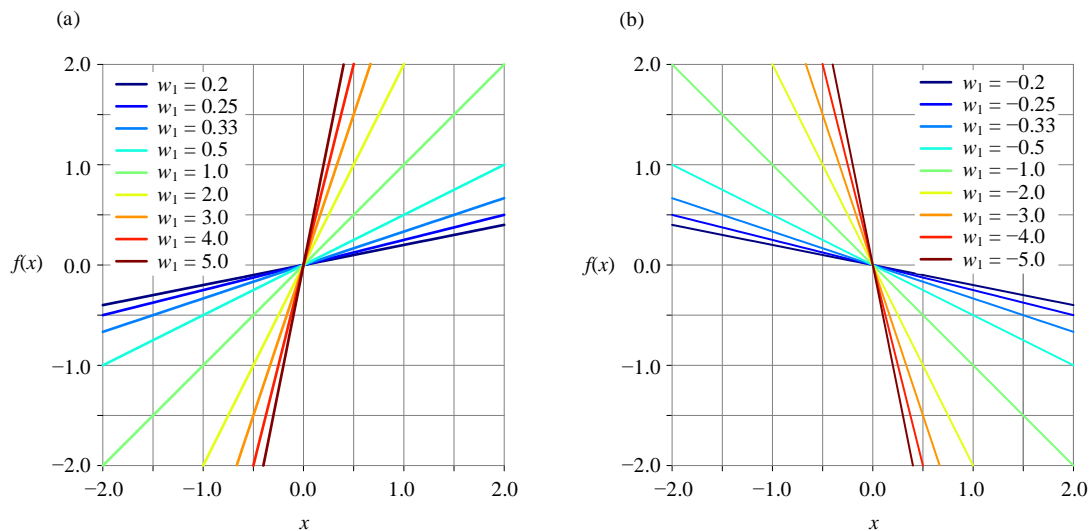 (a)
2.0
w₁ = 0.2
w₁ = 0.25
w₁ = 0.33
w₁ = 0.5
1.0
w₁ = 1.0
w₁ = 2.0
w₁ = 3.0
w₁ = 4.0
w₁ = 5.0
f(x)
0.0
−1.0
−2.0
−2.0 −1.0 0.0 1.0 2.0
x
(b)
2.0
w₁ = −0.2
w₁ = −0.25
w₁ = −0.33
w₁ = −0.5
1.0
w₁ = −1.0
w₁ = −2.0
w₁ = −3.0
w₁ = −4.0
w₁ = −5.0
f(x)
0.0
−1.0
−2.0
−2.0 −1.0 0.0 1.0 2.0
x